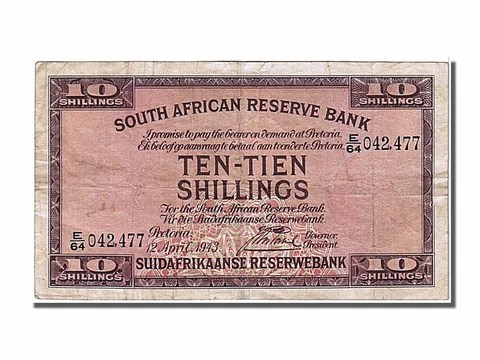 10 SHILLINGS 10 SHILLINGS
SOUTH AFRICAN RESERVE BANK
I promise to pay the bearer on demand at Pretoria.
Ek beloof op aanvraag te betaal aan toonder te Pretoria.
E/64 042,477
TEN-TIEN
SHILLINGS
For the South African Reserve Bank.
Vir die Suidafrikaanse Reserwebank.
E/64 042,477
Pretoria;
12 April, 1943
Governor.
President.
10 SHILLINGS 10 SHILLINGS
SUIDAFRIKAANSE RESERWEBANK